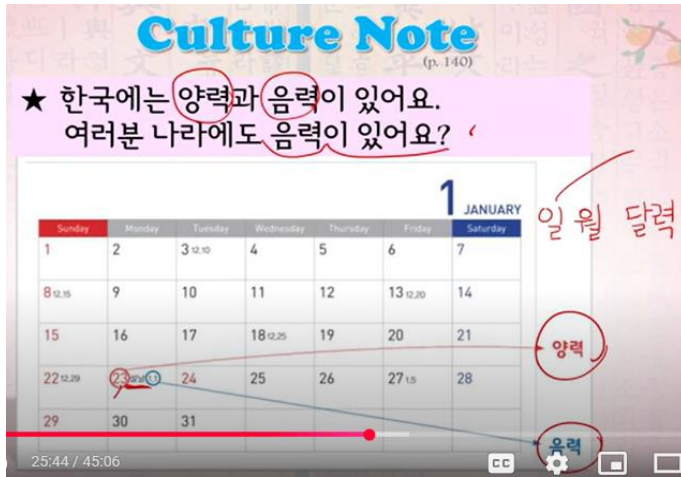 Culture Note
(p. 140)
★ 한국에는 양력과 음력이 있어요.
여러분 나라에도 음력이 있어요?
1 JANUARY
일월 달력
Sunday Monday Tuesday Wednesday Thursday Friday Saturday
1 2 3 12.10 4 5 6 7
8 12.15 9 10 11 12 13 12.20 14
15 16 17 18 12.25 19 20 21
양력
22 12.29 23 설날 1.1 24 25 26 27 1.5 28
29 30 31
음력
25:44 / 45:06
CC